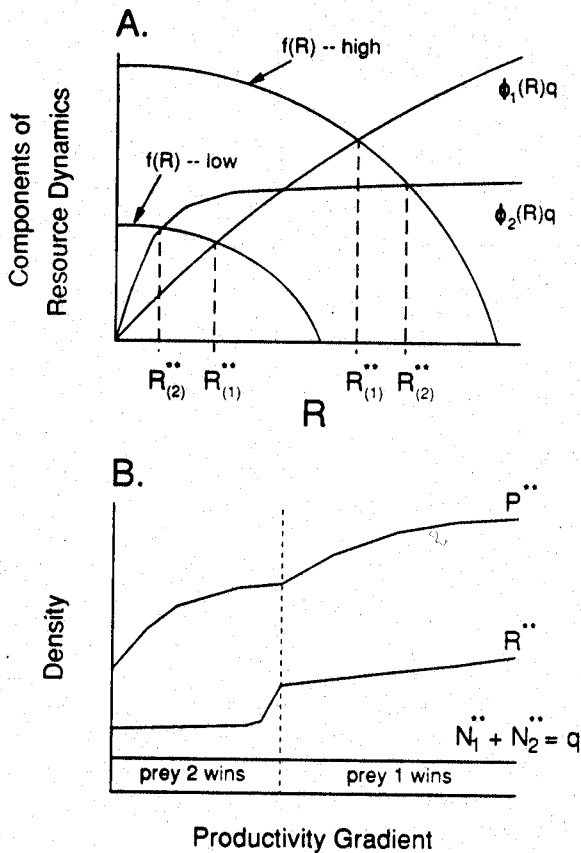 A.
f(R) -- high
ϕ₁(R)q
f(R) -- low
ϕ₂(R)q
Components of
Resource Dynamics
R₍₂₎** R₍₁₎** R₍₁₎** R₍₂₎**
R
B.
P**
Density
R**
N₁** + N₂** = q
prey 2 wins prey 1 wins
Productivity Gradient